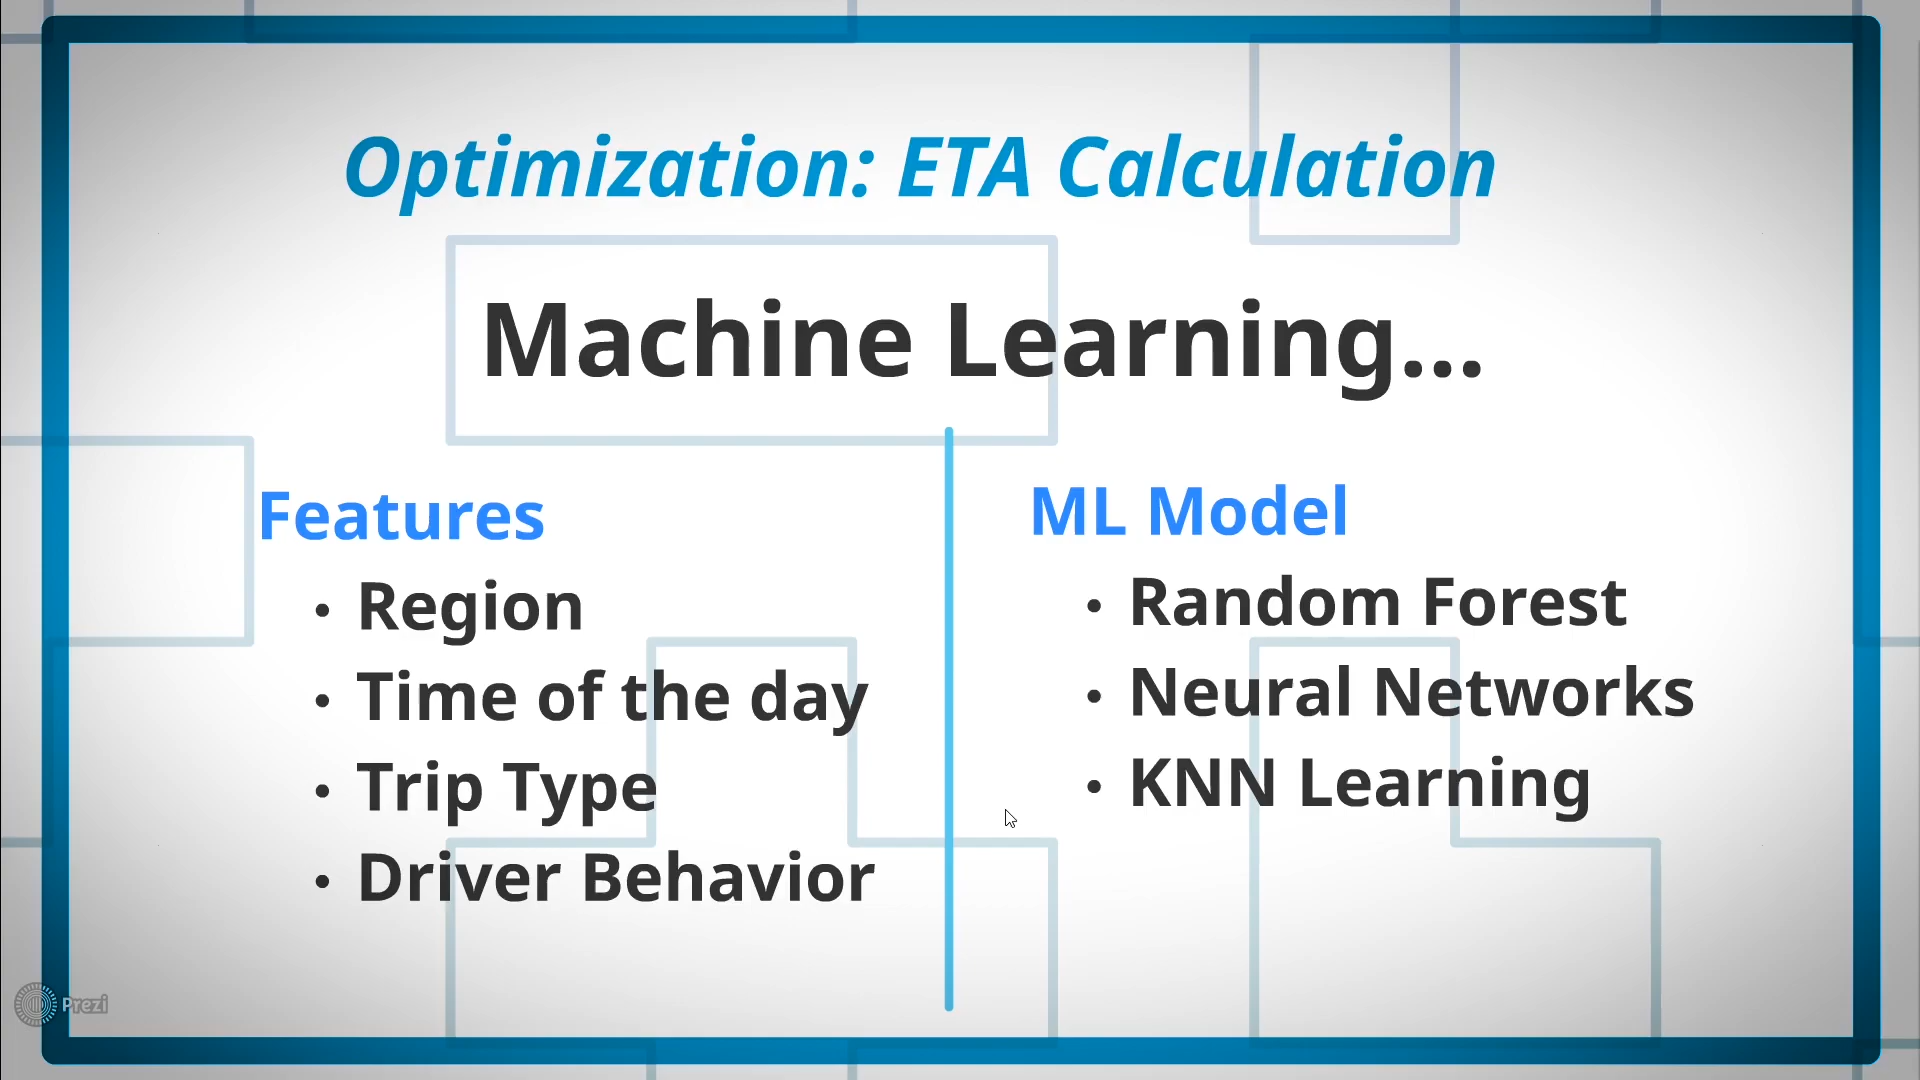 Optimization: ETA Calculation
Machine Learning...
Features
• Region
• Time of the day
• Trip Type
• Driver Behavior
ML Model
• Random Forest
• Neural Networks
• KNN Learning
Prezi